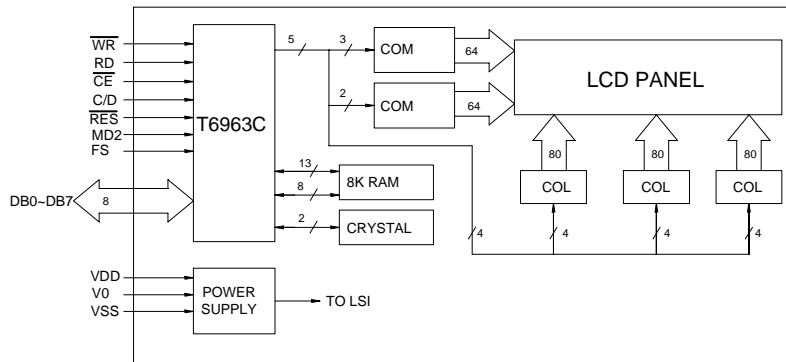 WR
RD
CE
C/D
RES
MD2
FS
DB0~DB7
8
T6963C
5
3
COM
64
2
COM
64
LCD PANEL
80
80
80
COL
COL
COL
4
4
4
4
13
8
8K RAM
2
CRYSTAL
VDD
V0
VSS
POWER
SUPPLY
TO LSI